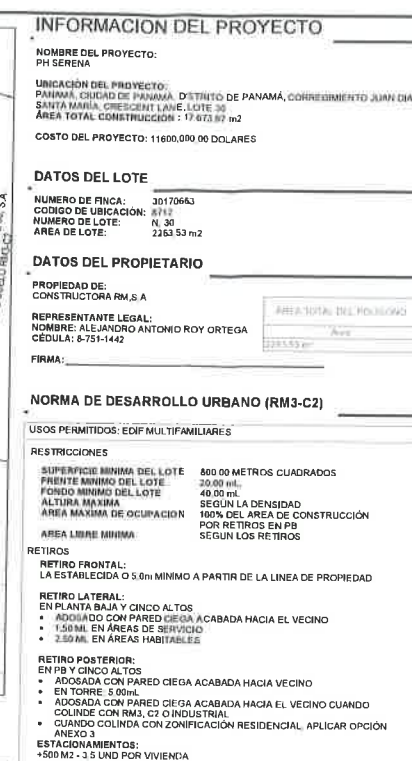 INFORMACION DEL PROYECTO
NOMBRE DEL PROYECTO:
PH SERENA
UBICACIÓN DEL PROYECTO:
PANAMÁ, CIUDAD DE PANAMÁ, DISTRITO DE PANAMÁ, CORREGIMIENTO JUAN DIA
SANTA MARÍA, CRESCENT LANE, LOTE 30
ÁREA TOTAL CONSTRUCCIÓN : 17.673.92 m2
COSTO DEL PROYECTO: 11600,000.00 DOLARES
DATOS DEL LOTE
NUMERO DE FINCA: 30170663
CODIGO DE UBICACIÓN: 8712
NUMERO DE LOTE: N. 30
AREA DE LOTE: 2263.53 m2
DATOS DEL PROPIETARIO
PROPIEDAD DE:
CONSTRUCTORA RM,S.A
REPRESENTANTE LEGAL:
NOMBRE: ALEJANDRO ANTONIO ROY ORTEGA
CÉDULA: 8-751-1442
FIRMA:
AREA TOTAL DEL POLIGONO
Area
NORMA DE DESARROLLO URBANO (RM3-C2)
USOS PERMITIDOS: EDIF MULTIFAMILIARES
RESTRICCIONES
SUPERFICIE MINIMA DEL LOTE 800.00 METROS CUADRADOS
FRENTE MINIMO DEL LOTE 20.00 mL.
FONDO MINIMO DEL LOTE 40.00 mL.
ALTURA MAXIMA SEGÚN LA DENSIDAD
AREA MAXIMA DE OCUPACION 100% DEL AREA DE CONSTRUCCIÓN
POR RETIROS EN PB
AREA LIBRE MINIMA SEGUN LOS RETIROS
RETIROS
RETIRO FRONTAL:
LA ESTABLECIDA O 5.0m MÍNIMO A PARTIR DE LA LINEA DE PROPIEDAD
RETIRO LATERAL:
EN PLANTA BAJA Y CINCO ALTOS
• ADOSADO CON PARED CIEGA ACABADA HACIA EL VECINO
• 1.50 ML EN ÁREAS DE SERVICIO
• 2.50 ML EN ÁREAS HABITABLES
RETIRO POSTERIOR:
EN PB Y CINCO ALTOS
• ADOSADA CON PARED CIEGA ACABADA HACIA VECINO
• EN TORRE: 5.00mL
• ADOSADA CON PARED CIEGA ACABADA HACIA EL VECINO CUANDO
COLINDE CON RM3, C2 O INDUSTRIAL
• CUANDO COLINDA CON ZONIFICACIÓN RESIDENCIAL, APLICAR OPCIÓN
ANEXO 3
ESTACIONAMIENTOS:
+500 M2 - 3.5 UND POR VIVIENDA